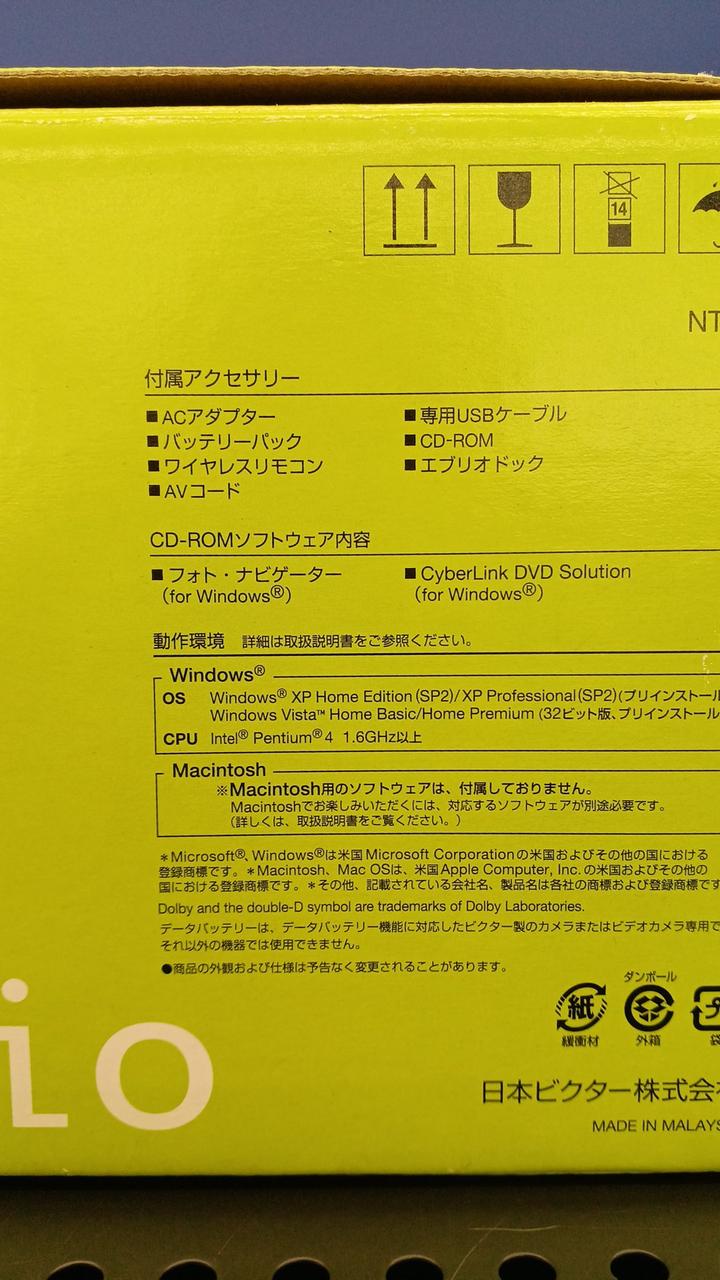 14
NT
付属アクセサリー
■ACアダプター
■専用USBケーブル
■バッテリーパック
■CD-ROM
■ワイヤレスリモコン
■エブリオドック
■AVコード
CD-ROMソフトウェア内容
■フォト・ナビゲーター
(for Windows®)
■CyberLink DVD Solution
(for Windows®)
動作環境 詳細は取扱説明書をご参照ください。
Windows®
OS Windows® XP Home Edition(SP2)/XP Professional(SP2)(プリインストール
Windows Vista™ Home Basic/Home Premium (32ビット版、プリインストール
CPU Intel® Pentium®4 1.6GHz以上
Macintosh
※Macintosh用のソフトウェアは、付属しておりません。
Macintoshでお楽しみいただくには、対応するソフトウェアが別途必要です。
(詳しくは、取扱説明書をご覧ください。)
＊Microsoft®、Windows®は米国Microsoft Corporationの米国およびその他の国における
登録商標です。＊Macintosh、Mac OSは、米国Apple Computer, Inc.の米国およびその他の
国における登録商標です。＊その他、記載されている会社名、製品名は各社の商標および登録商標です
Dolby and the double-D symbol are trademarks of Dolby Laboratories.
データバッテリーは、データバッテリー機能に対応したビクター製のカメラまたはビデオカメラ専用で
それ以外の機器では使用できません。
●商品の外観および仕様は予告なく変更されることがあります。
ダンボール
紙
緩衝材
外箱
袋
io
日本ビクター株式会社
MADE IN MALAYS